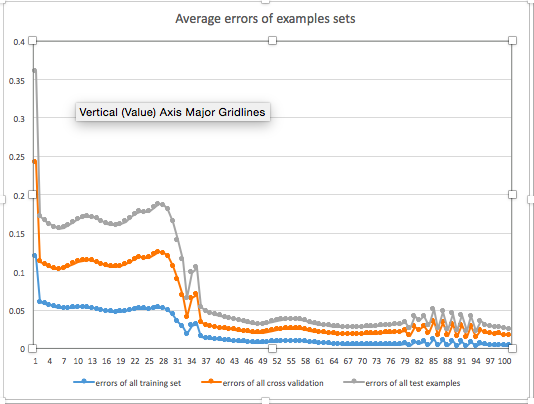 Average errors of examples sets
0.4
0.35
Vertical (Value) Axis Major Gridlines
0.3
0.25
0.2
0.15
0.1
0.05
0
1 4 7 10 13 16 19 22 25 28 31 34 37 40 43 46 49 52 55 58 61 64 67 70 73 76 79 82 85 88 91 94 97 100
errors of all training set errors of all cross validation errors of all test examples